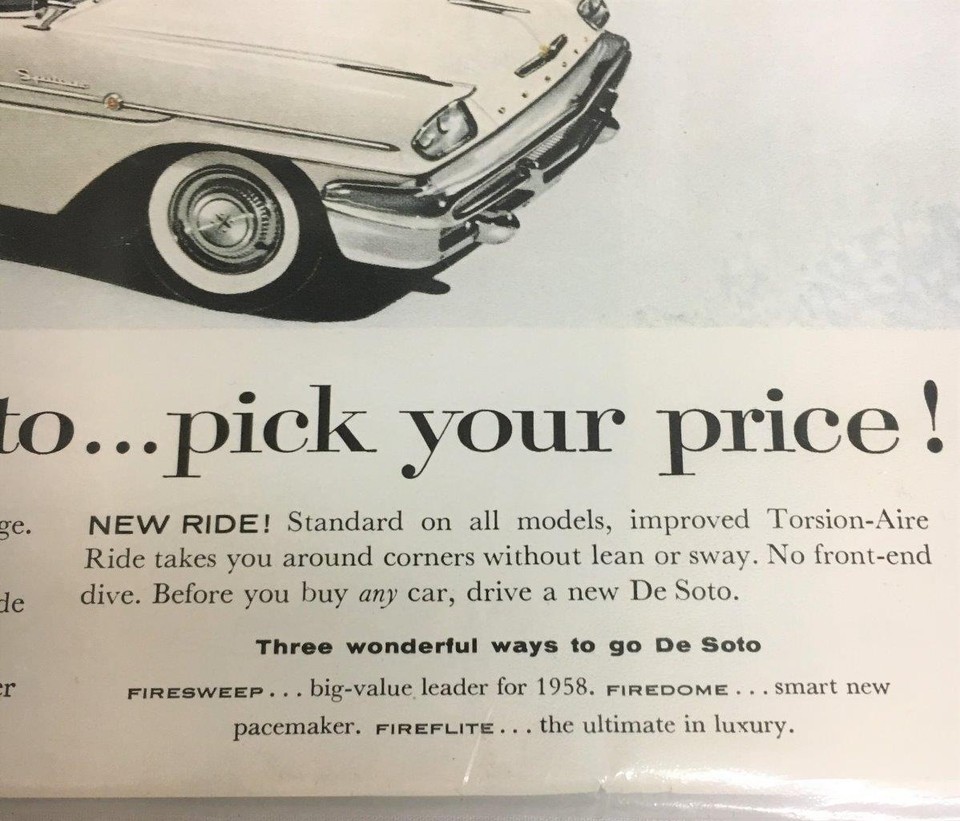 to...pick your price!
ge.
NEW RIDE! Standard on all models, improved Torsion-Aire
Ride takes you around corners without lean or sway. No front-end
dive. Before you buy any car, drive a new De Soto.
de
Three wonderful ways to go De Soto
er
FIRESWEEP... big-value leader for 1958. FIREDOME... smart new
pacemaker. FIREFLITE... the ultimate in luxury.